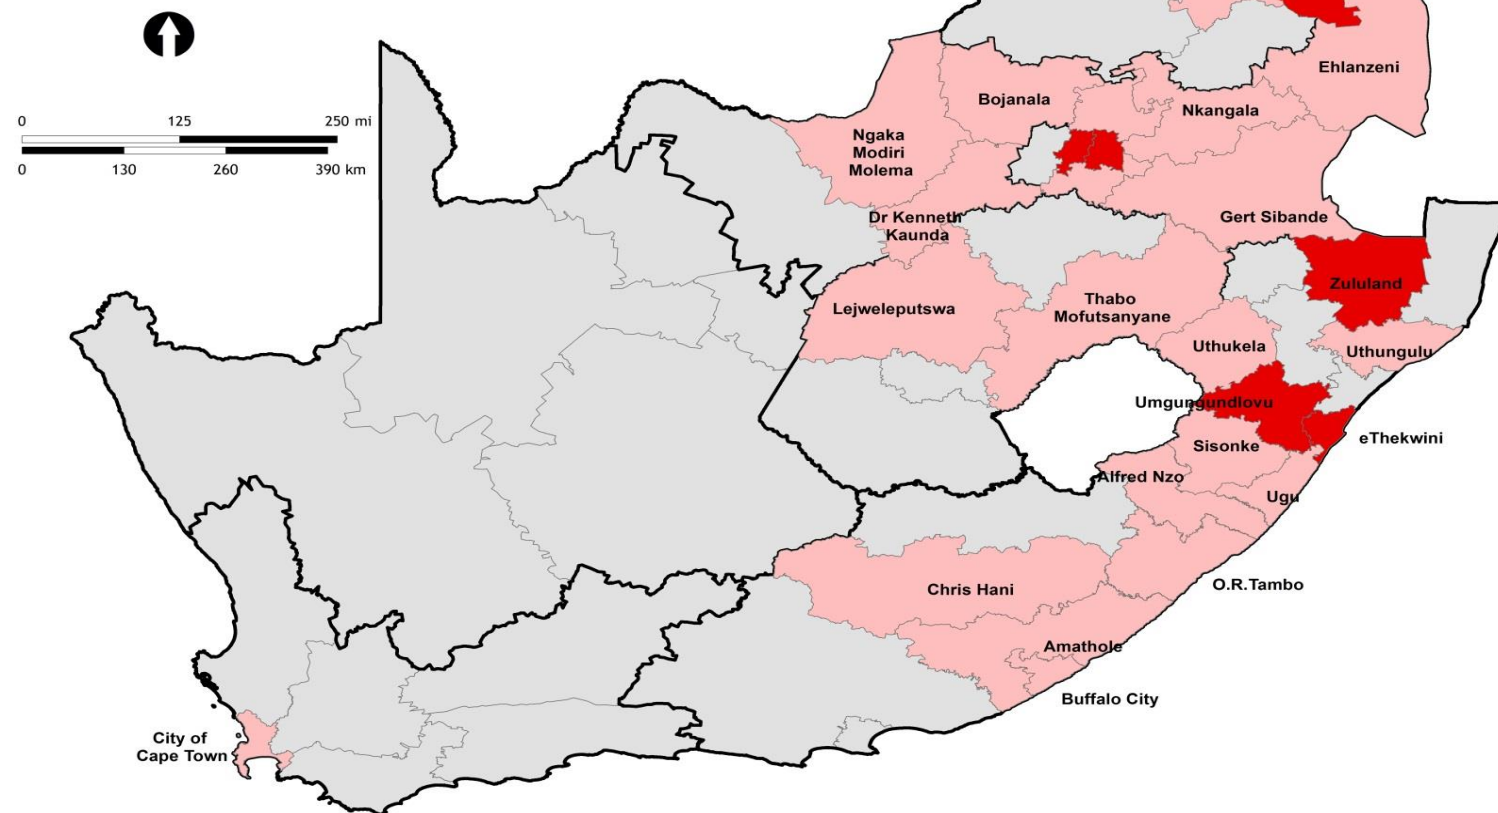 0 125 250 mi
0 130 260 390 km
Ehlanzeni
Bojanala
Nkangala
Ngaka
Modiri
Molema
Dr Kenneth
Kaunda
Gert Sibande
Zululand
Lejweleputswa
Thabo
Mofutsanyane
Uthukela
Uthungulu
Umgungundlovu
eThekwini
Sisonke
Alfred Nzo
Ugu
O.R.Tambo
Chris Hani
Amathole
Buffalo City
City of
Cape Town